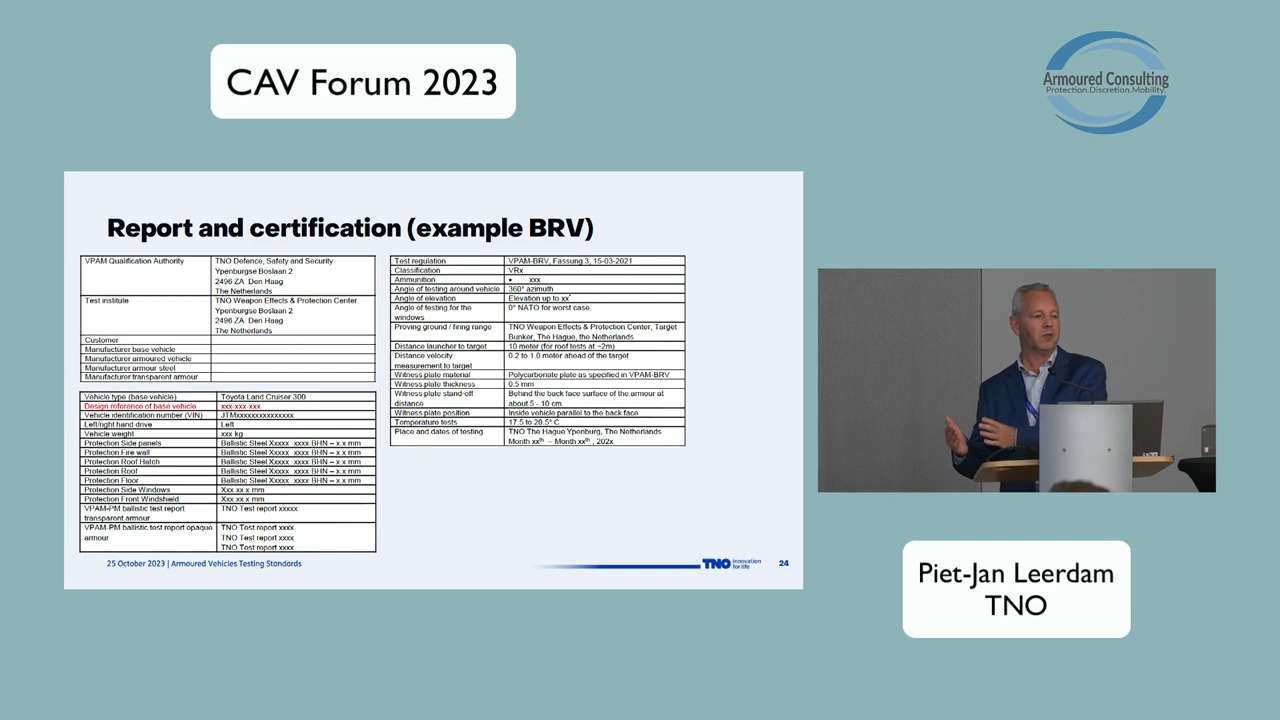 CAV Forum 2023
Armoured Consulting
Protection.Discretion.Mobility.
Report and certification (example BRV)
VPAM Qualification Authority TNO Defence, Safety and Security
Ypenburgse Boslaan 2
2496 ZA Den Haag
The Netherlands
Test institute TNO Weapon Effects & Protection Center
Ypenburgse Boslaan 2
2496 ZA Den Haag
The Netherlands
Customer
Manufacturer base vehicle
Manufacturer armoured vehicle
Manufacturer armour steel
Manufacturer transparent armour
Vehicle type (base vehicle) Toyota Land Cruiser 300
Design reference of base vehicle xxx-xxx-xxx
Vehicle identification number (VIN) JTMxxxxxxxxxxxxxx
Left/right hand drive Left
Vehicle weight xxx kg
Protection Side panels Ballistic Steel Xxxxx xxxx BHN – x x mm
Protection Fire wall Ballistic Steel Xxxxx xxxx BHN – x x mm
Protection Roof Hatch Ballistic Steel Xxxxx xxxx BHN – x x mm
Protection Roof Ballistic Steel Xxxxx xxxx BHN – x x mm
Protection Floor Ballistic Steel Xxxxx xxxx BHN – x x mm
Protection Side Windows Xxx xx x mm
Protection Front Windshield Xxx xx x mm
VPAM-PM ballistic test report TNO Test report xxxxx
transparent armour
VPAM-PM ballistic test report opaque TNO Test report xxxx
armour TNO Test report xxxx
TNO Test report xxxx
Test regulation VPAM-BRV, Fassung 3, 15-03-2021
Classification VRx
Ammunition • xxx
Angle of testing around vehicle 360° azimuth
Angle of elevation Elevation up to xx°
Angle of testing for the 0° NATO for worst case.
windows
Proving ground / firing range TNO Weapon Effects & Protection Center, Target
Bunker, The Hague, the Netherlands
Distance launcher to target 10 meter (for roof tests at ~2m)
Distance velocity 0.2 to 1.0 meter ahead of the target
measurement to target
Witness plate material Polycarbonate plate as specified in VPAM-BRV
Witness plate thickness 0.5 mm
Witness plate stand-off Behind the back face surface of the armour at
distance about 5 - 10 cm.
Witness plate position Inside vehicle parallel to the back face
Temperature tests 17.5 to 20.5° C
Place and dates of testing TNO The Hague Ypenburg, The Netherlands
Month xxth – Month xxth , 202x
25 October 2023 | Armoured Vehicles Testing Standards
TNO innovation
for life
24
Piet-Jan Leerdam
TNO